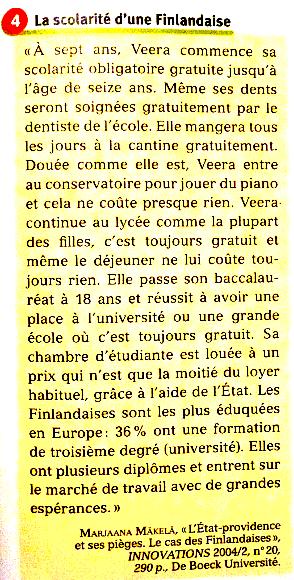 4 La scolarité d'une Finlandaise
« À sept ans, Veera commence sa
scolarité obligatoire gratuite jusqu'à
l'âge de seize ans. Même ses dents
seront soignées gratuitement par le
dentiste de l'école. Elle mangera tous
les jours à la cantine gratuitement.
Douée comme elle est, Veera entre
au conservatoire pour jouer du piano
et cela ne coûte presque rien. Veera
continue au lycée comme la plupart
des filles, c'est toujours gratuit et
même le déjeuner ne lui coûte tou-
jours rien. Elle passe son baccalau-
réat à 18 ans et réussit à avoir une
place à l'université ou une grande
école où c'est toujours gratuit. Sa
chambre d'étudiante est louée à un
prix qui n'est que la moitié du loyer
habituel, grâce à l'aide de l'État. Les
Finlandaises sont les plus éduquées
en Europe : 36 % ont une formation
de troisième degré (université). Elles
ont plusieurs diplômes et entrent sur
le marché de travail avec de grandes
espérances. »
MARJAANA MÄKELÄ, « L'État-providence
et ses pièges. Le cas des Finlandaises »,
INNOVATIONS 2004/2, n° 20,
290 p., De Boeck Université.